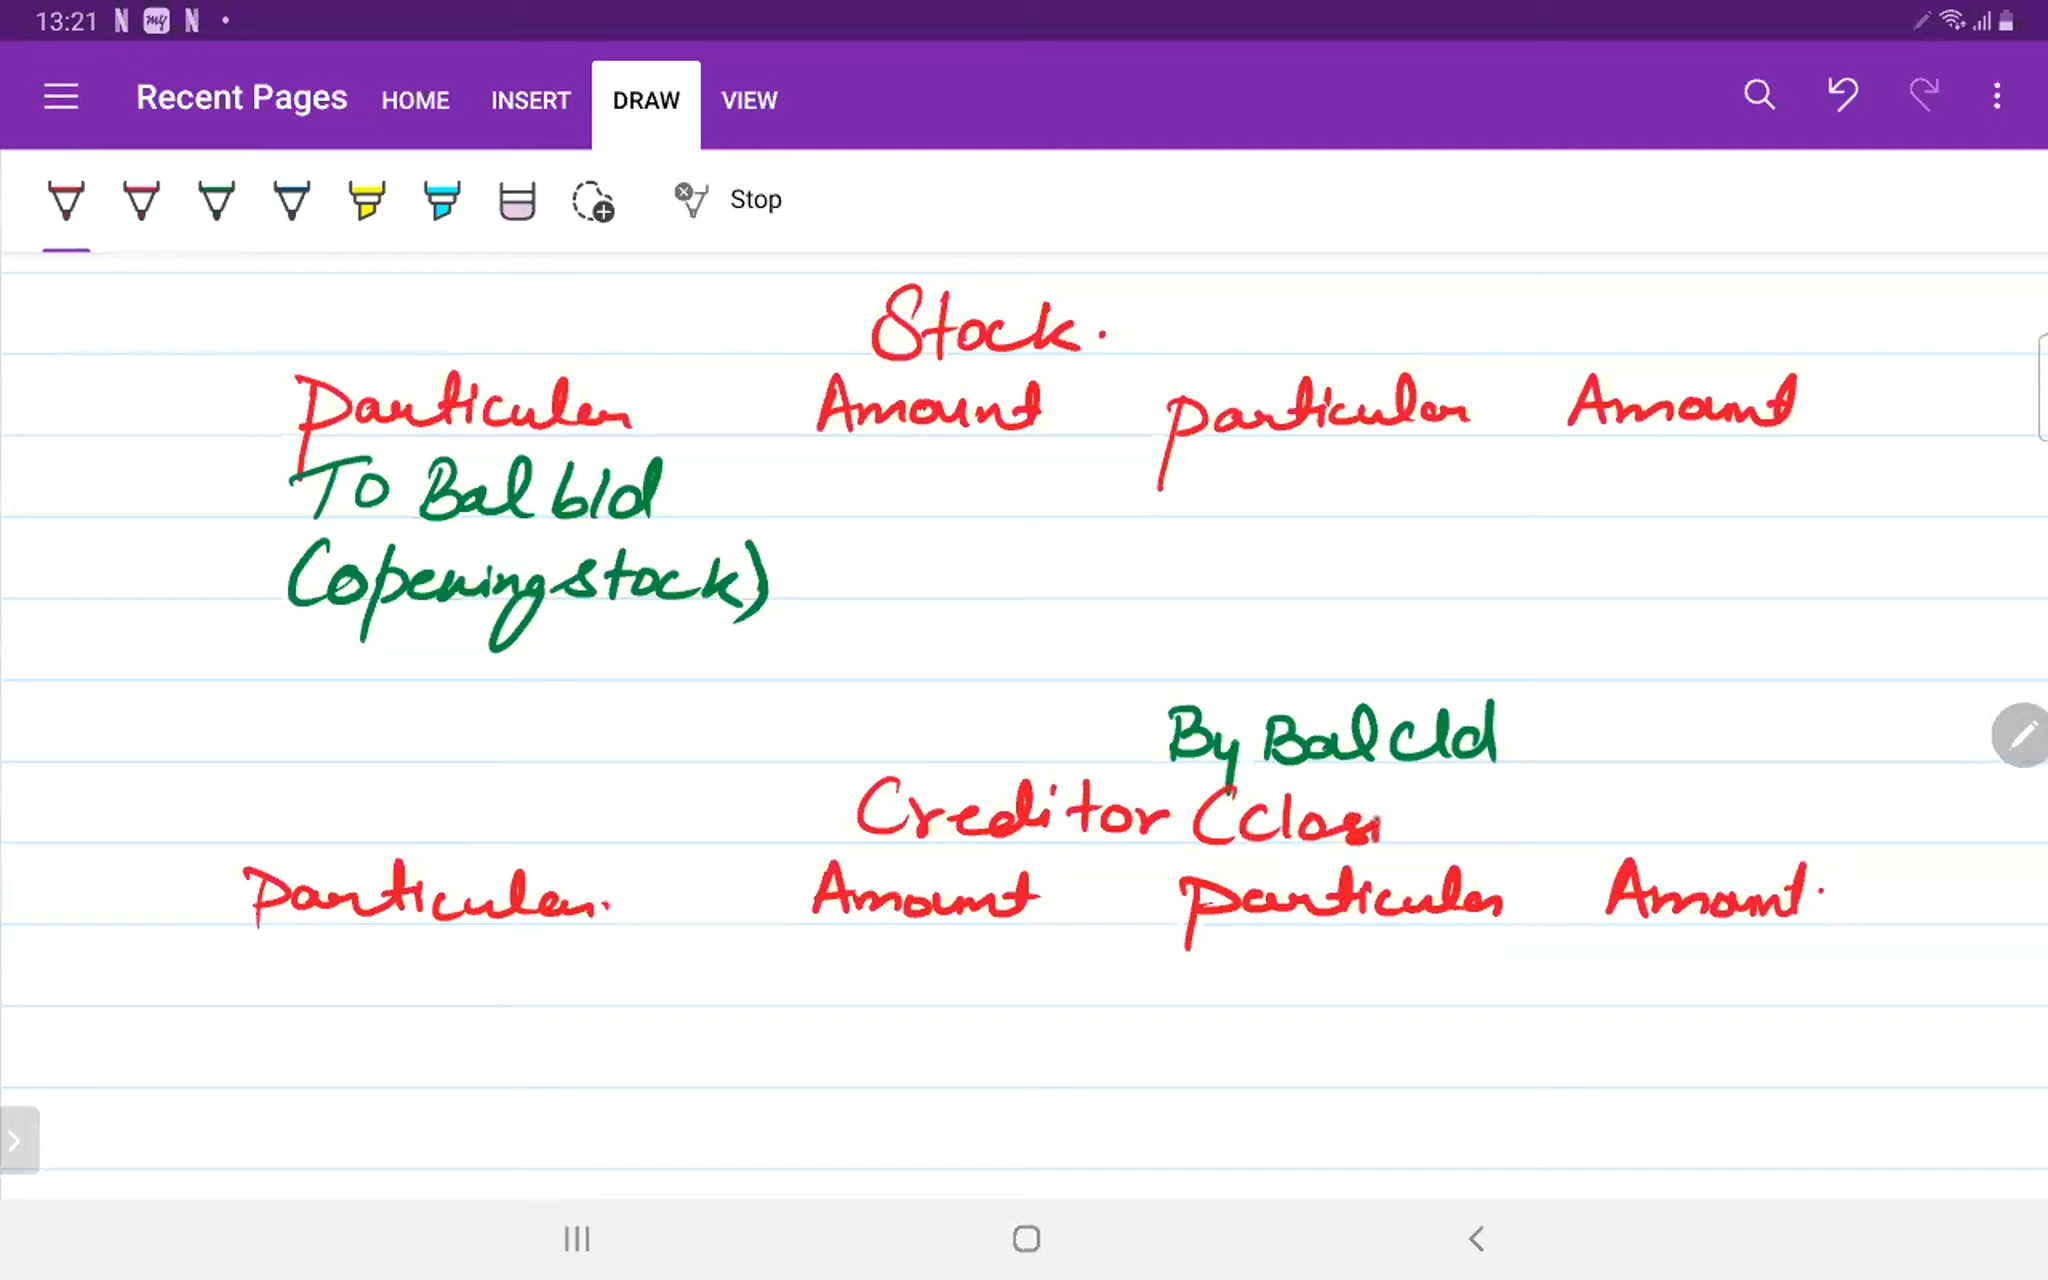 13:21
Recent Pages HOME INSERT DRAW VIEW
Stop
Stock.
Particular Amount particular Amount
To Bal b/d
(opening stock)
By Bal c/d
Creditor (closi
Particular. Amount particular Amount.